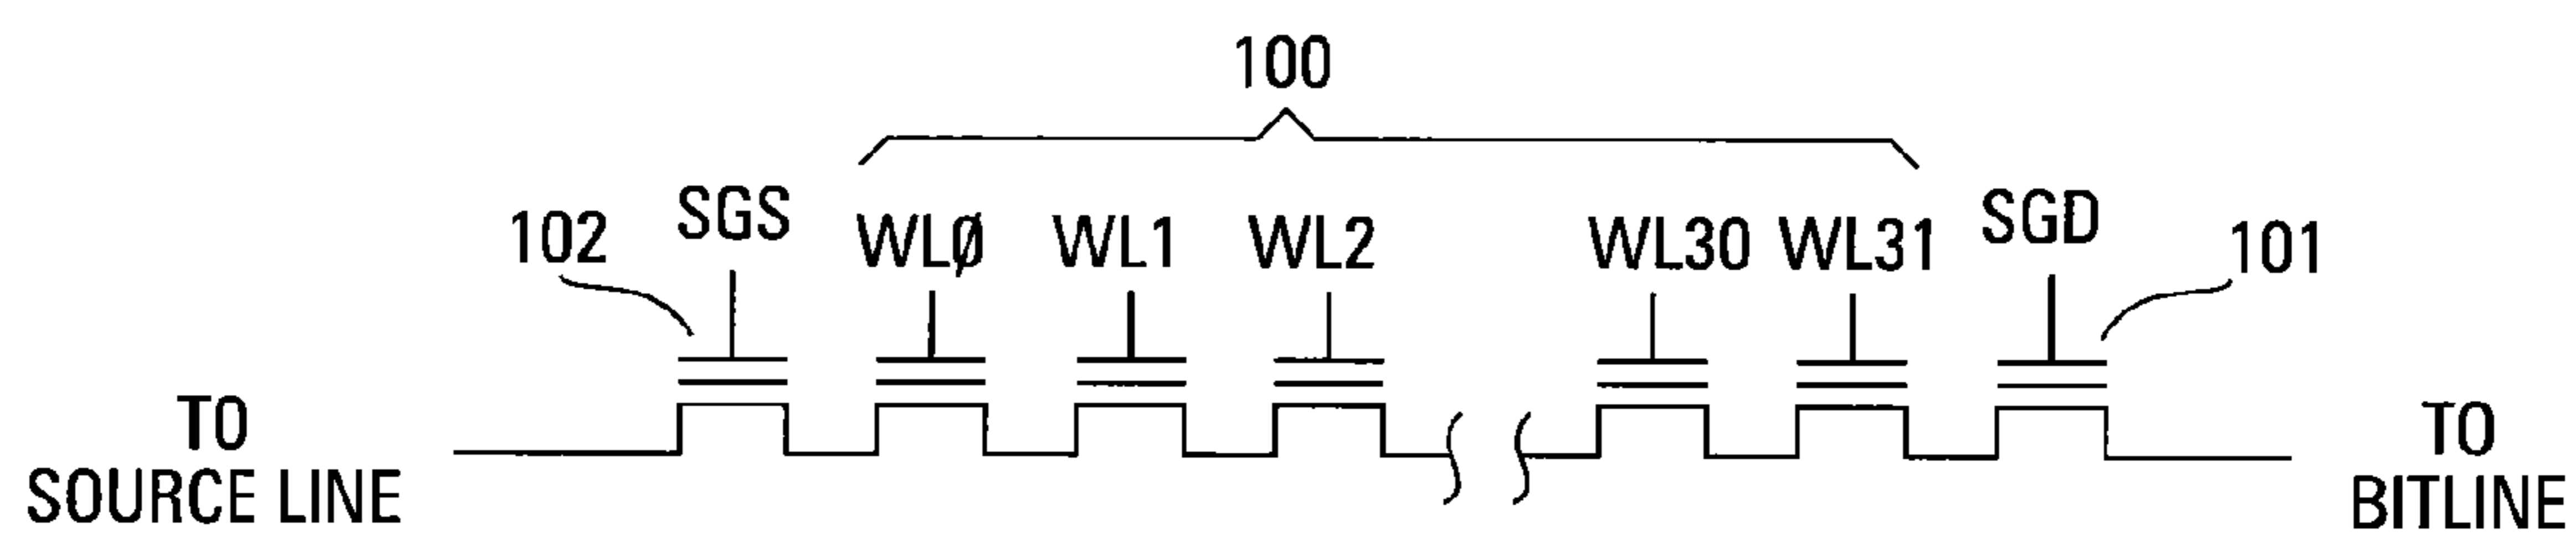 100
102 SGS WLØ WL1 WL2 WL30 WL31 SGD 101
TO
SOURCE LINE
TO
BITLINE